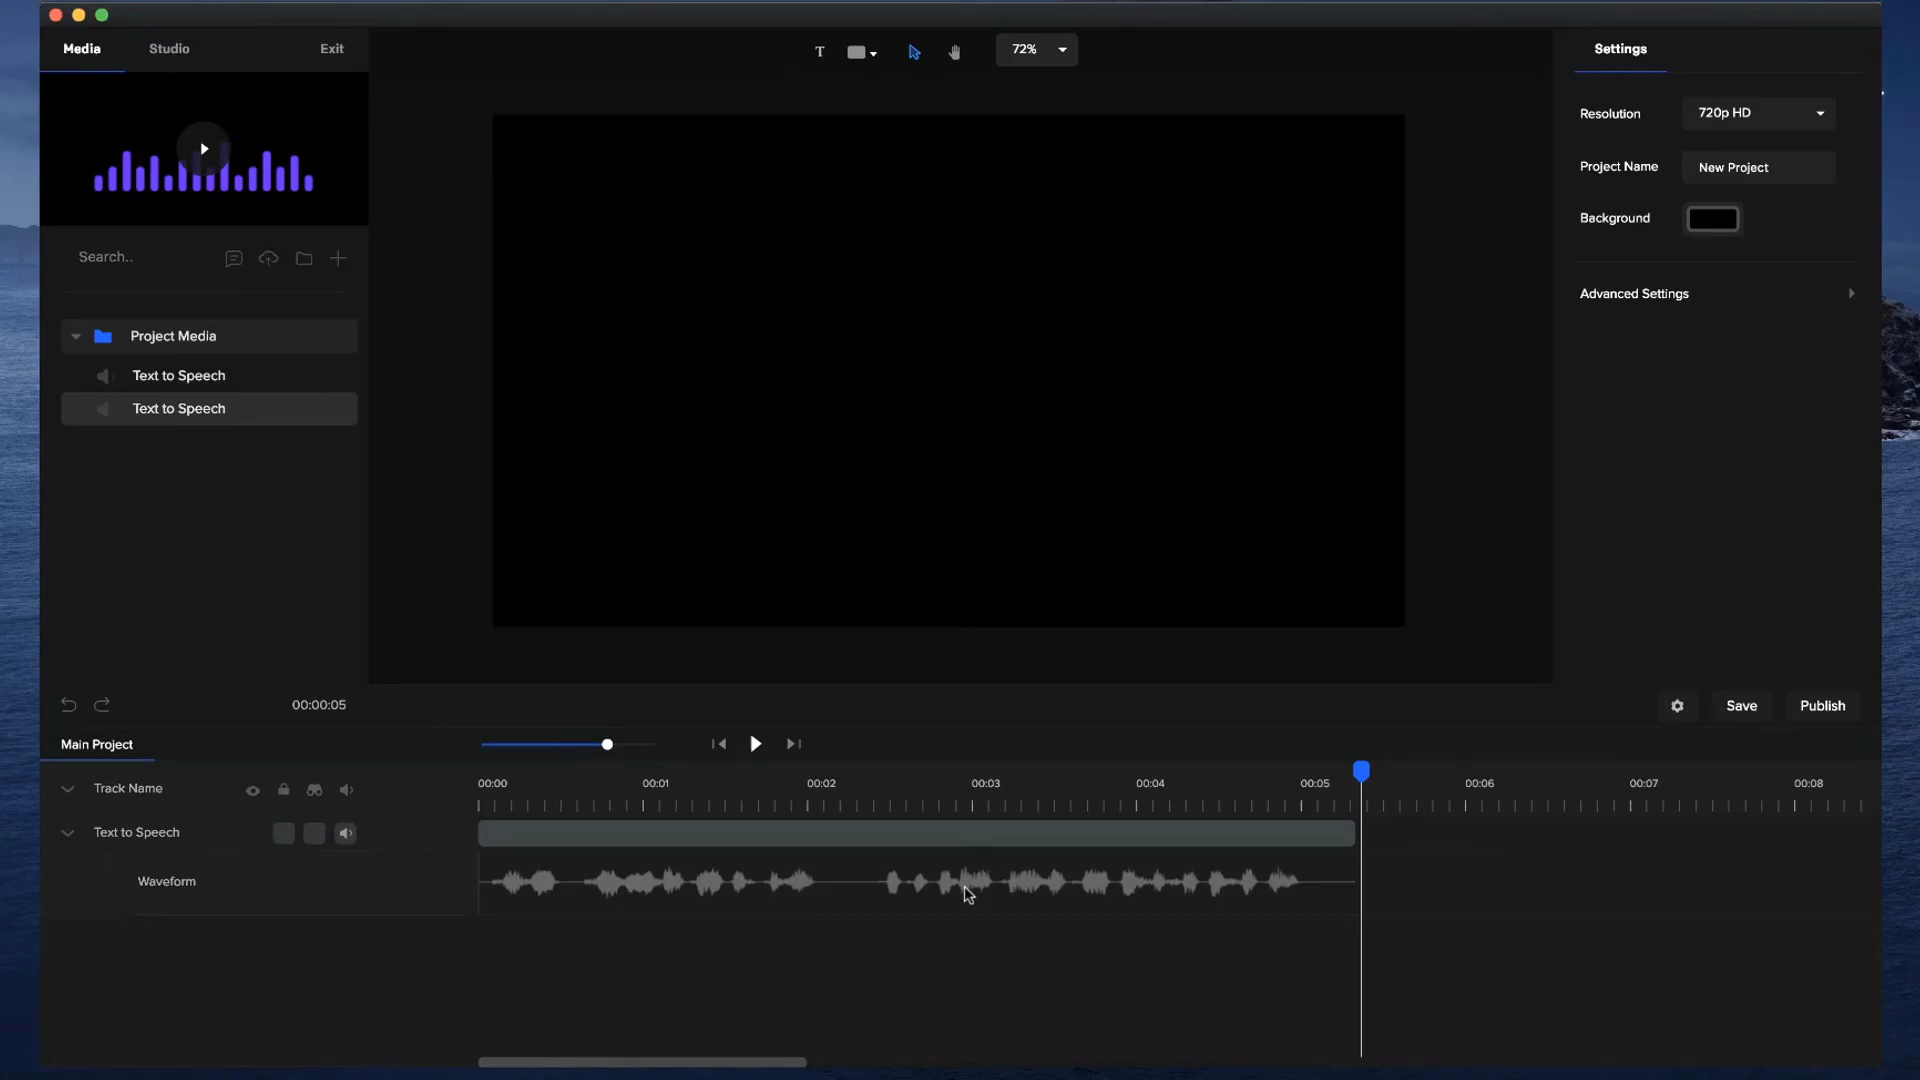 Media Studio Exit
T 72%
Settings
Resolution 720p HD
Project Name New Project
Background
Advanced Settings
Search..
Project Media
Text to Speech
Text to Speech
00:00:05
Save Publish
Main Project
Track Name
00:00 00:01 00:02 00:03 00:04 00:05 00:06 00:07 00:08
Text to Speech
Waveform